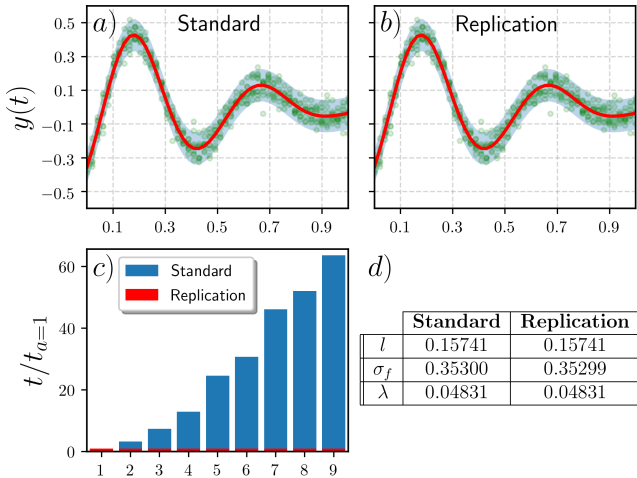 a) Standard
b) Replication
y(t)
0.5
0.3
0.1
−0.1
−0.3
−0.5
0.1 0.3 0.5 0.7 0.9
0.1 0.3 0.5 0.7 0.9
c)
Standard
Replication
t/t_{a=1}
60
40
20
0
1 2 3 4 5 6 7 8 9
d)
Standard Replication
l 0.15741 0.15741
σ_f 0.35300 0.35299
λ 0.04831 0.04831